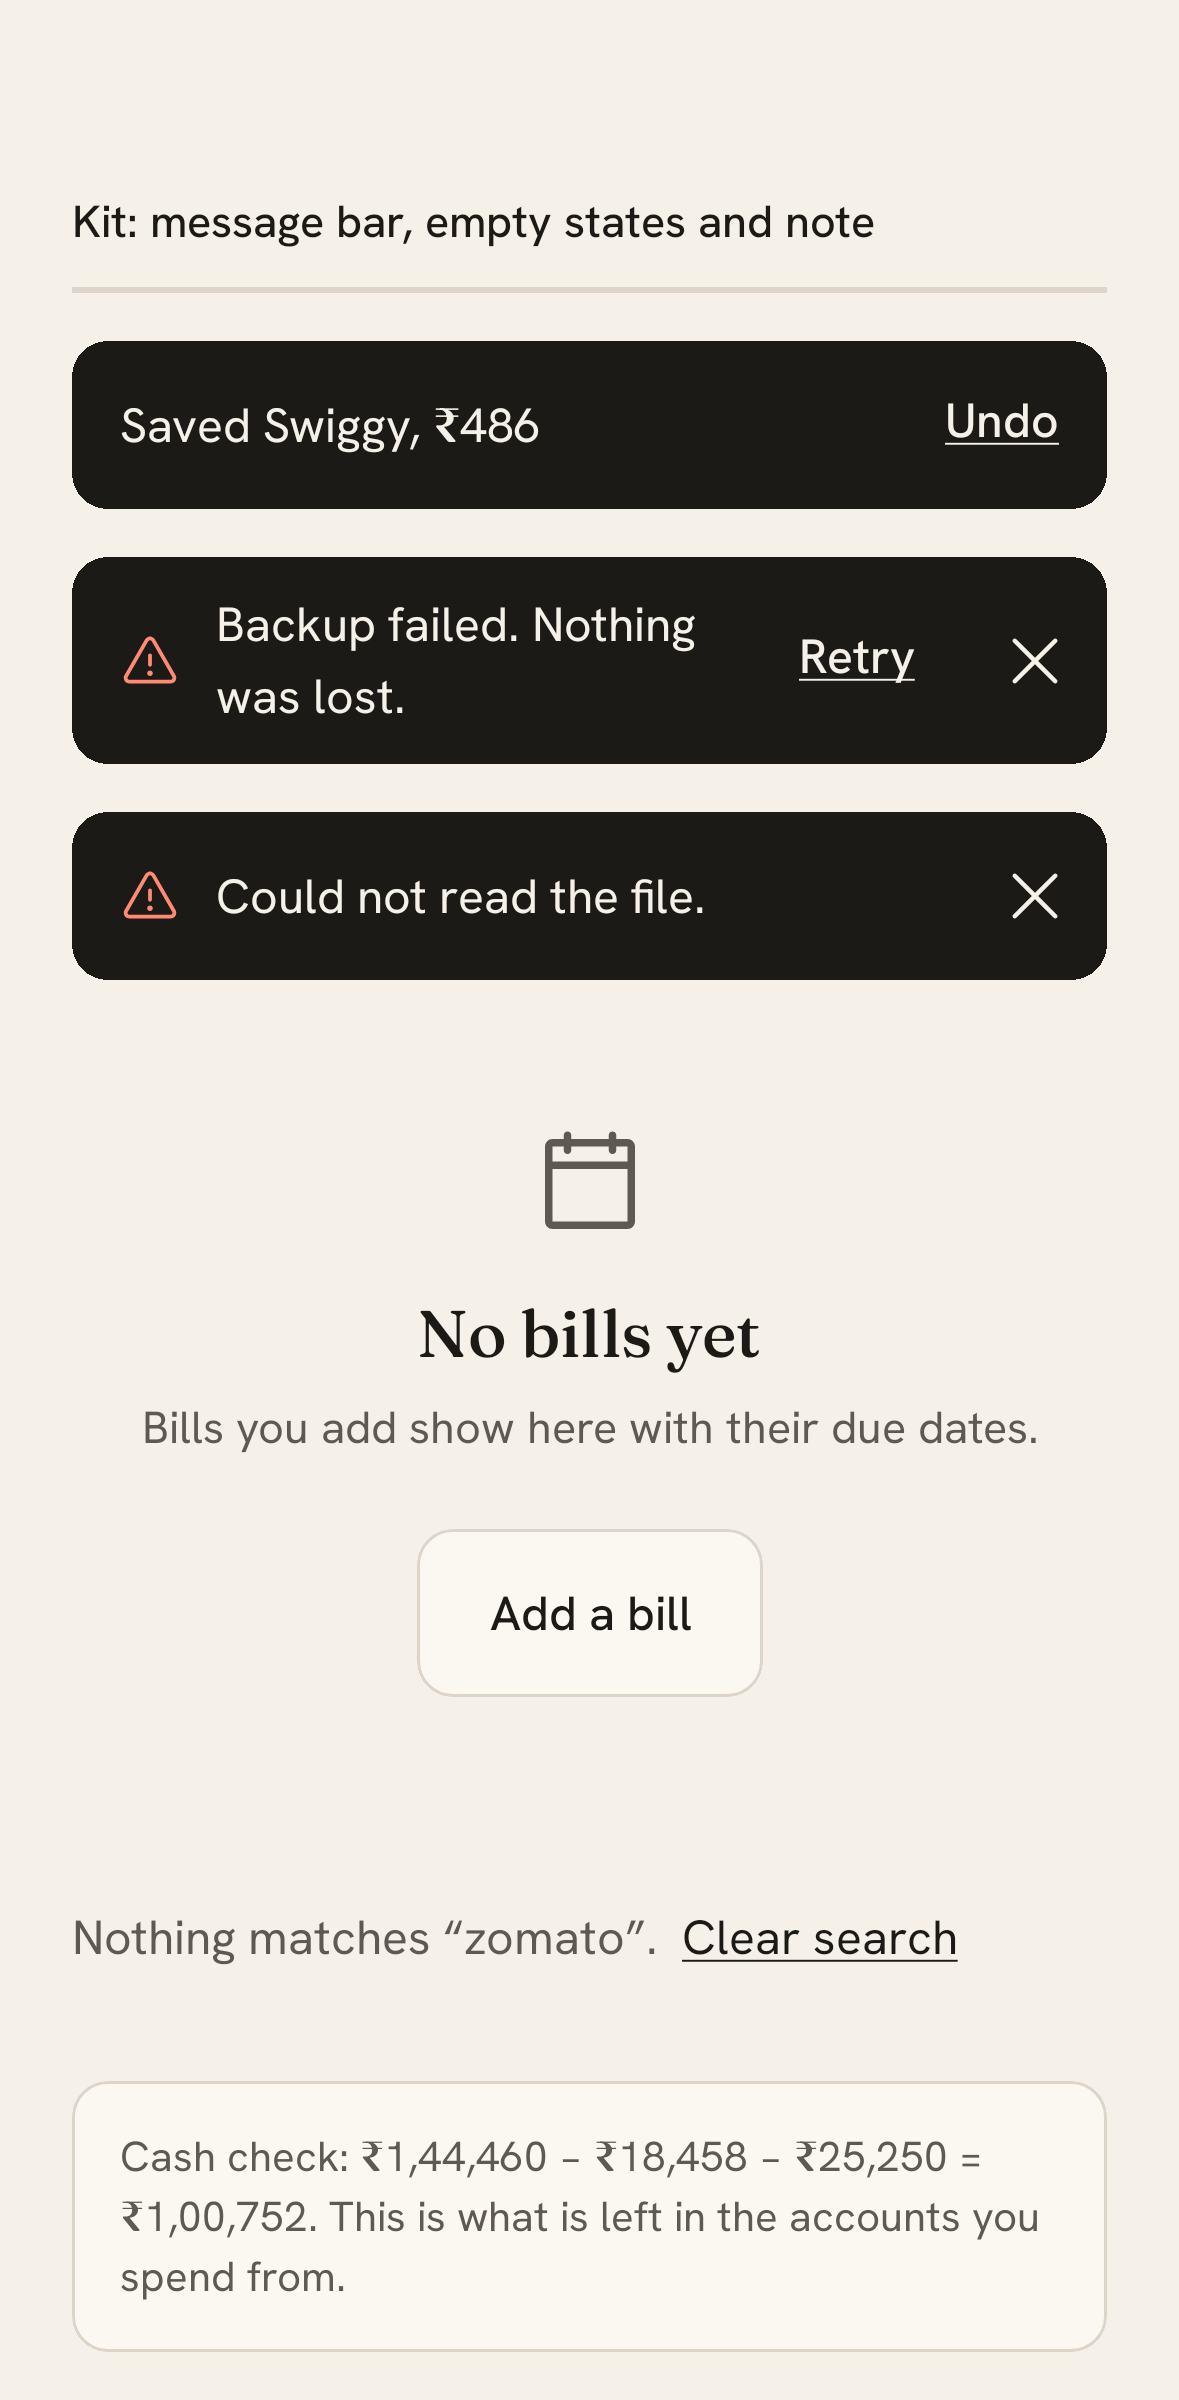 Kit: message bar, empty states and note
Saved Swiggy, ₹486
Undo
Backup failed. Nothing
was lost.
Retry
Could not read the file.
No bills yet
Bills you add show here with their due dates.
Add a bill
Nothing matches “zomato”. Clear search
Cash check: ₹1,44,460 – ₹18,458 – ₹25,250 =
₹1,00,752. This is what is left in the accounts you
spend from.